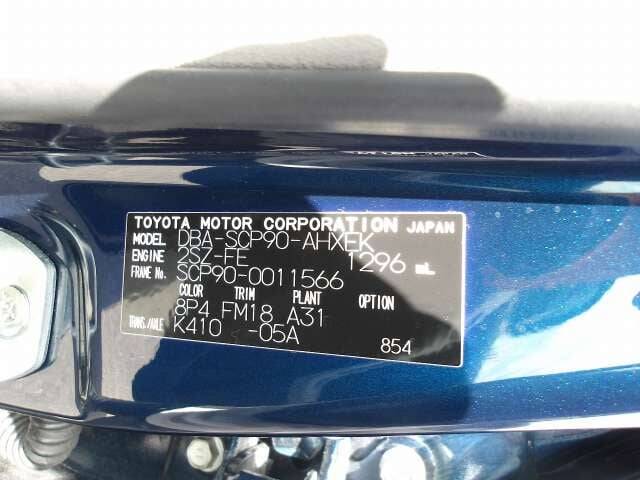 TOYOTA MOTOR CORPORATION JAPAN
MODEL DBA-SCP90-AHXEK
ENGINE 2SZ-FE 1296 mL
FRAME No. SCP90-0011566
COLOR TRIM PLANT OPTION
8P4 FM18 A31
TRANS./AXLE K410 -05A
854